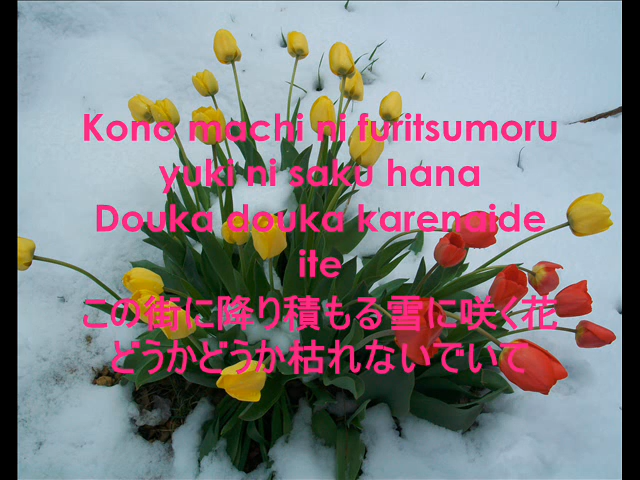 Kono machi ni furitsumoru
yuki ni saku hana
Douka douka karenaide
ite
この街に降り積もる雪に咲く花
どうかどうか枯れないでいて